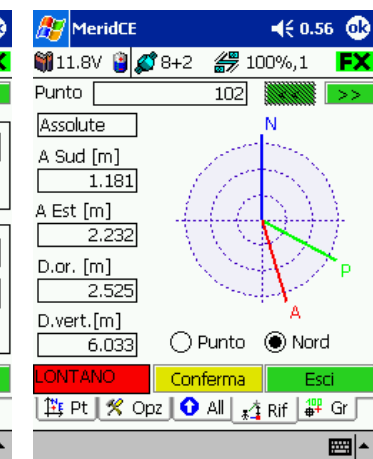 MeridCE 0.56 ok
11.8V 8+2 100%,1 FX
Punto 102 << >>
Assolute
N
A Sud [m]
1.181
A Est [m]
2.232
D.or. [m]
2.525
P
D.vert.[m]
6.033
A
Punto Nord
LONTANO Conferma Esci
Pt Opz All Rif Gr